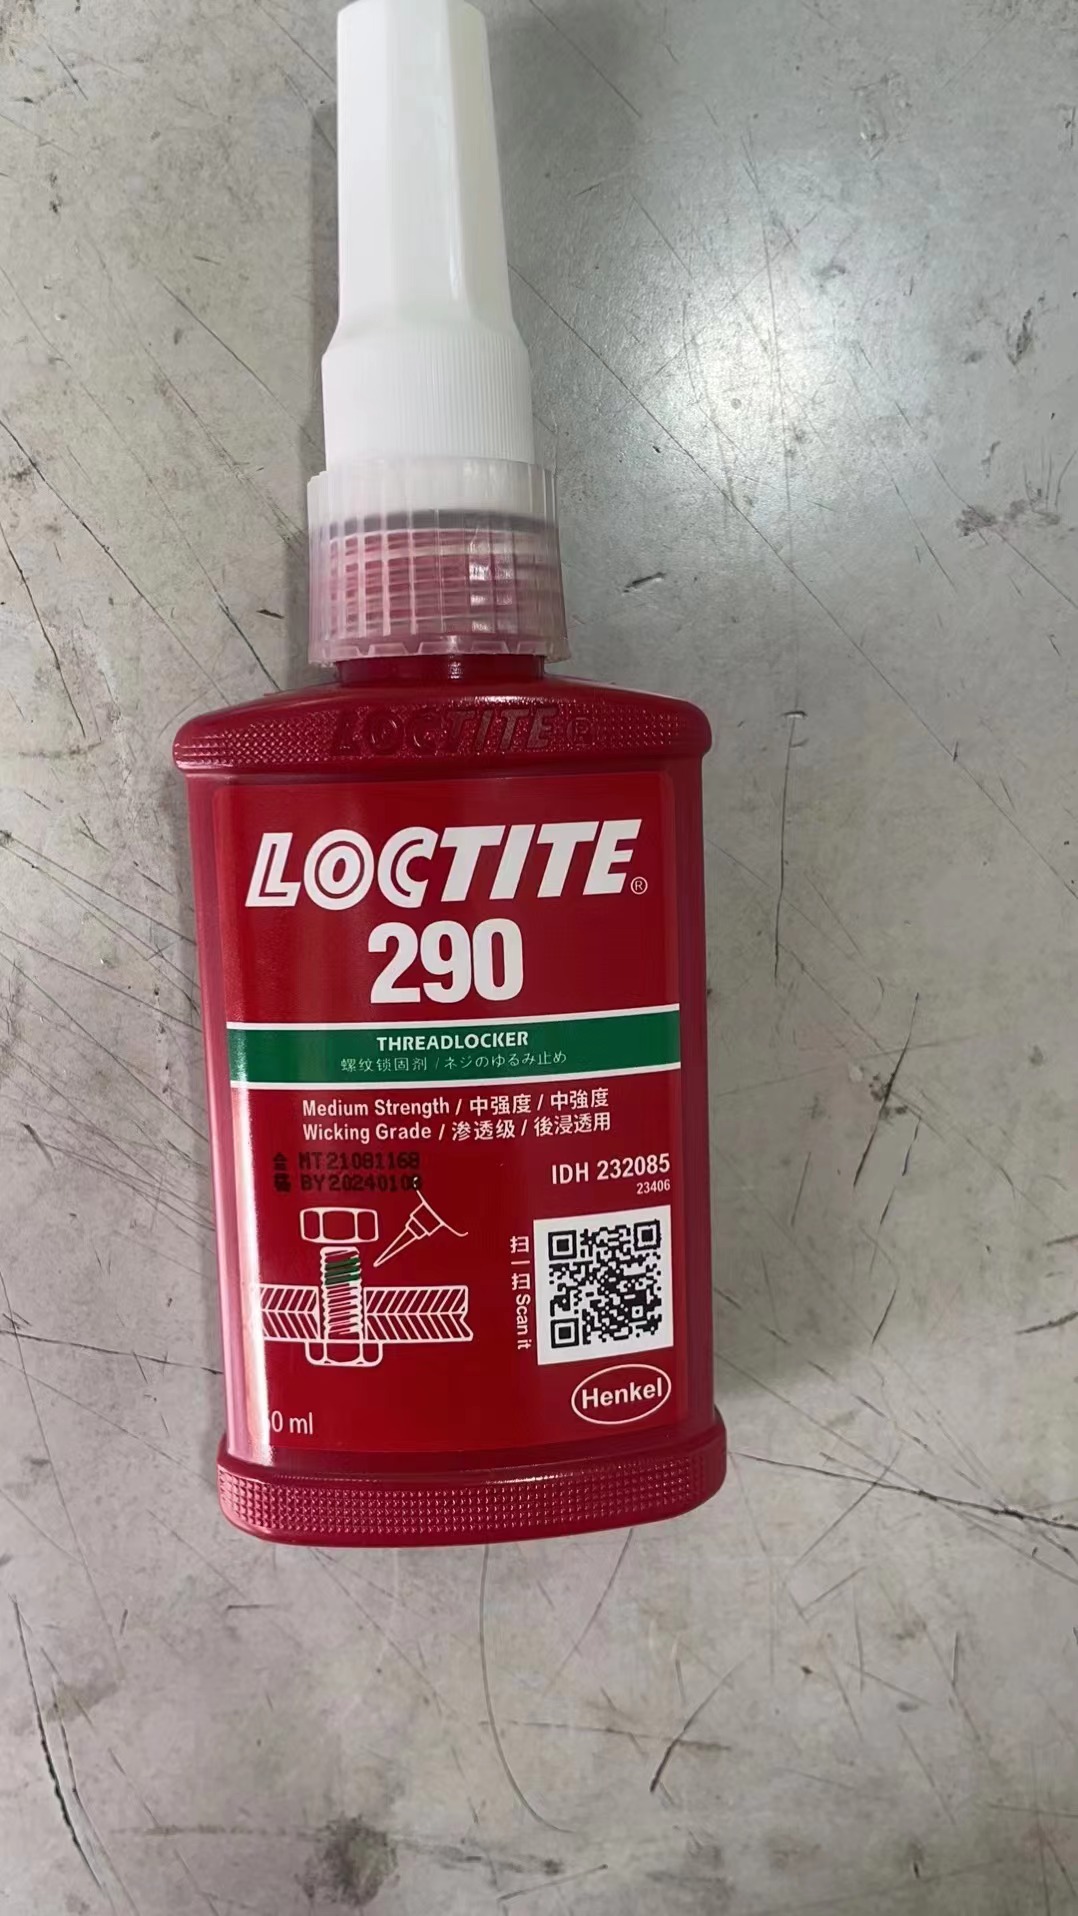 LOCTITE®
LOCTITE®
290
THREADLOCKER
螺纹锁固剂 / ネジのゆるみ止め
Medium Strength / 中强度 / 中強度
Wicking Grade / 渗透级 / 後浸透用
MT21081168
IDH 232085
23406
扫一扫 Scan it
Henkel
0 ml